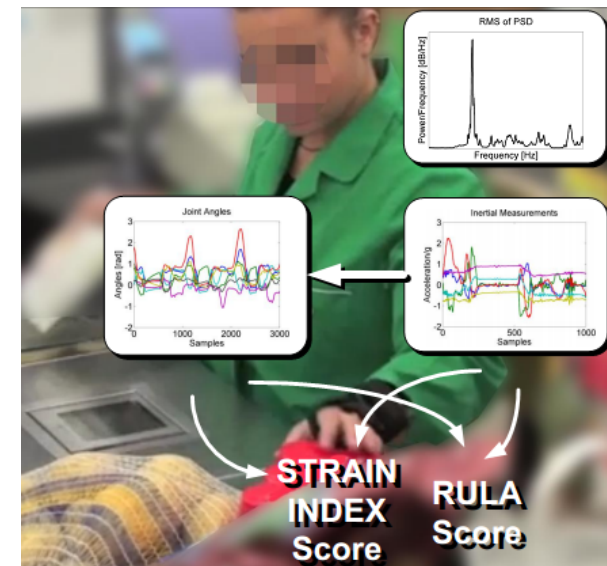 RMS of PSD
Power/Frequency [dB/Hz]
Frequency [Hz]
Joint Angles
Angles [rad]
3
2
1
0
-1
-2
0
1000
2000
3000
Samples
Inertial Measurements
Acceleration/g
3
2
1
0
-1
-2
0
500
1000
Samples
STRAIN
INDEX
Score
RULA
Score